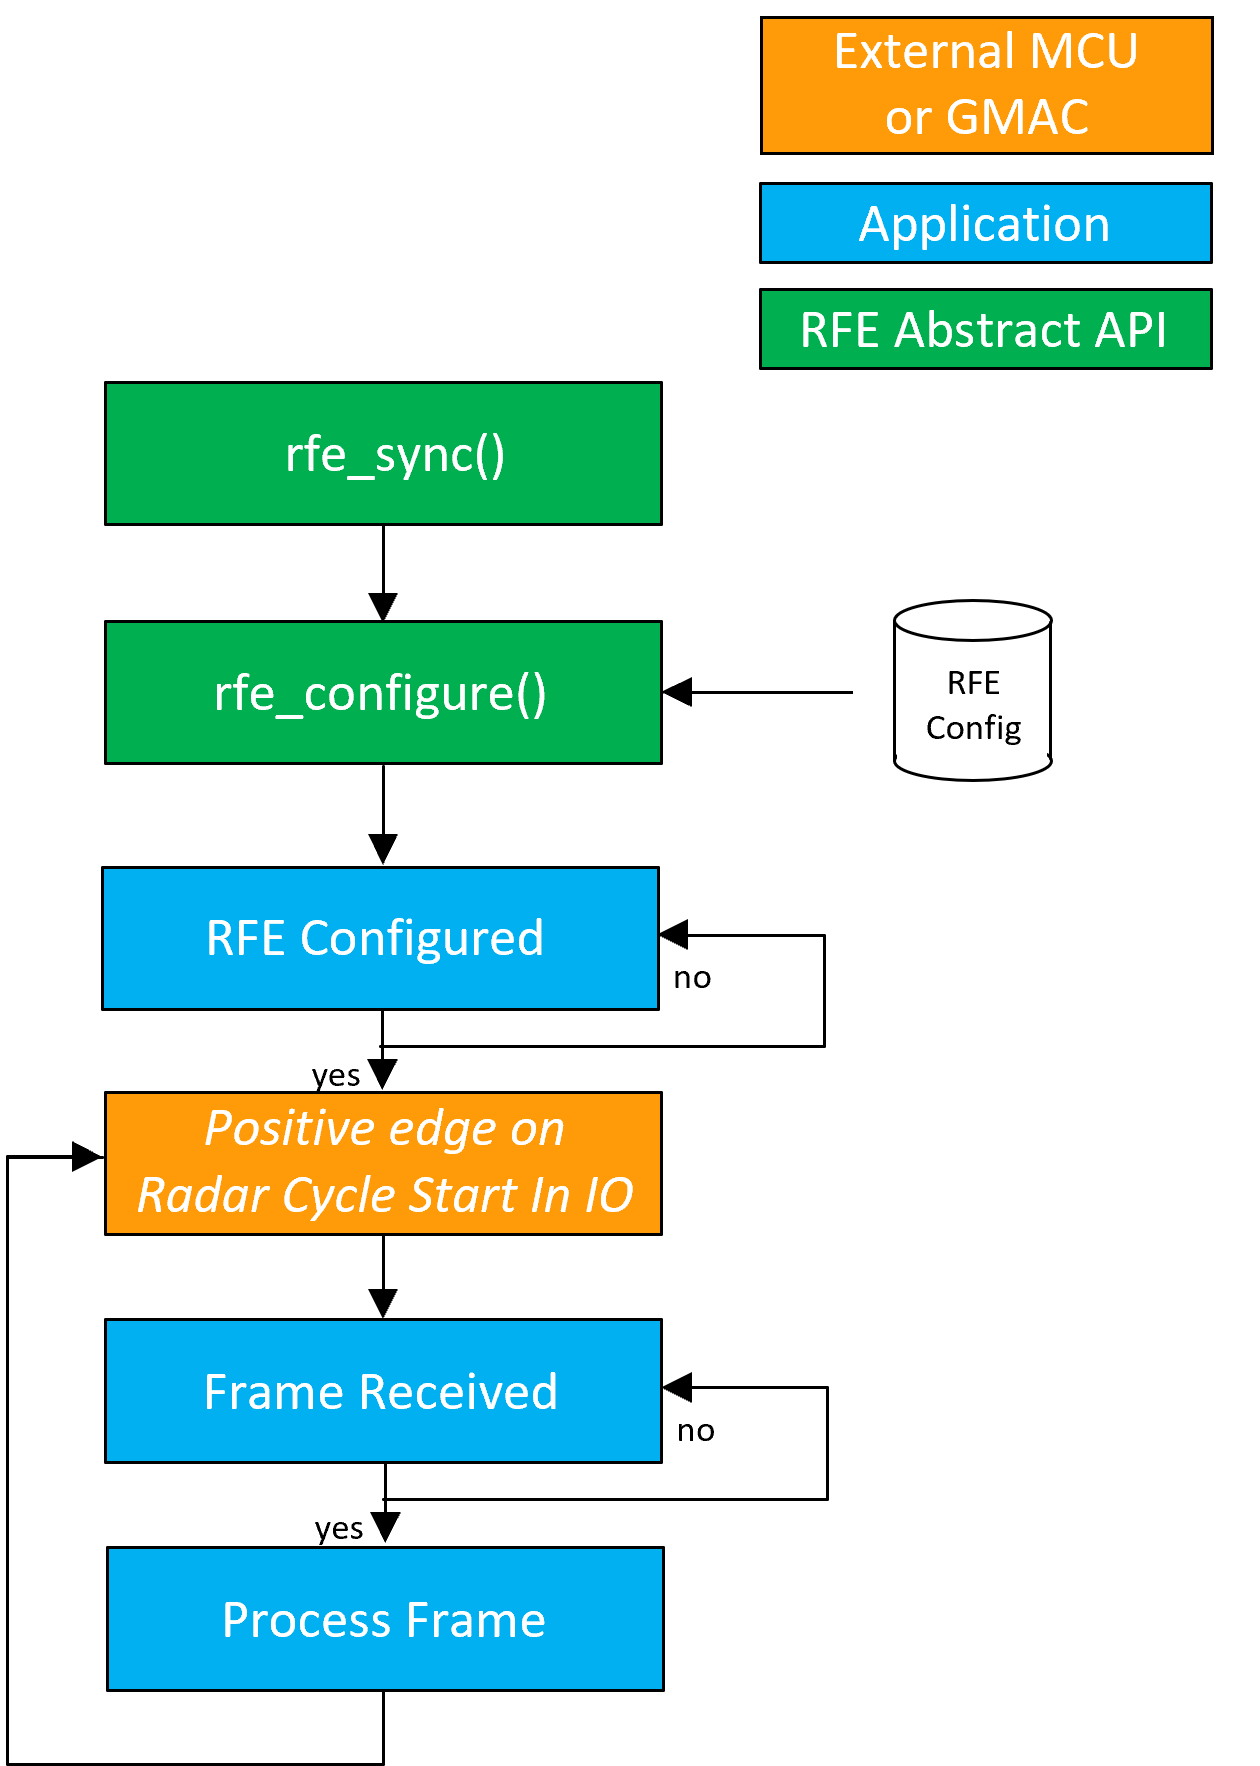 External MCU
or GMAC
Application
RFE Abstract API
rfe_sync()
rfe_configure()
RFE
Config
RFE Configured
no
yes
Positive edge on
Radar Cycle Start In IO
Frame Received
no
yes
Process Frame